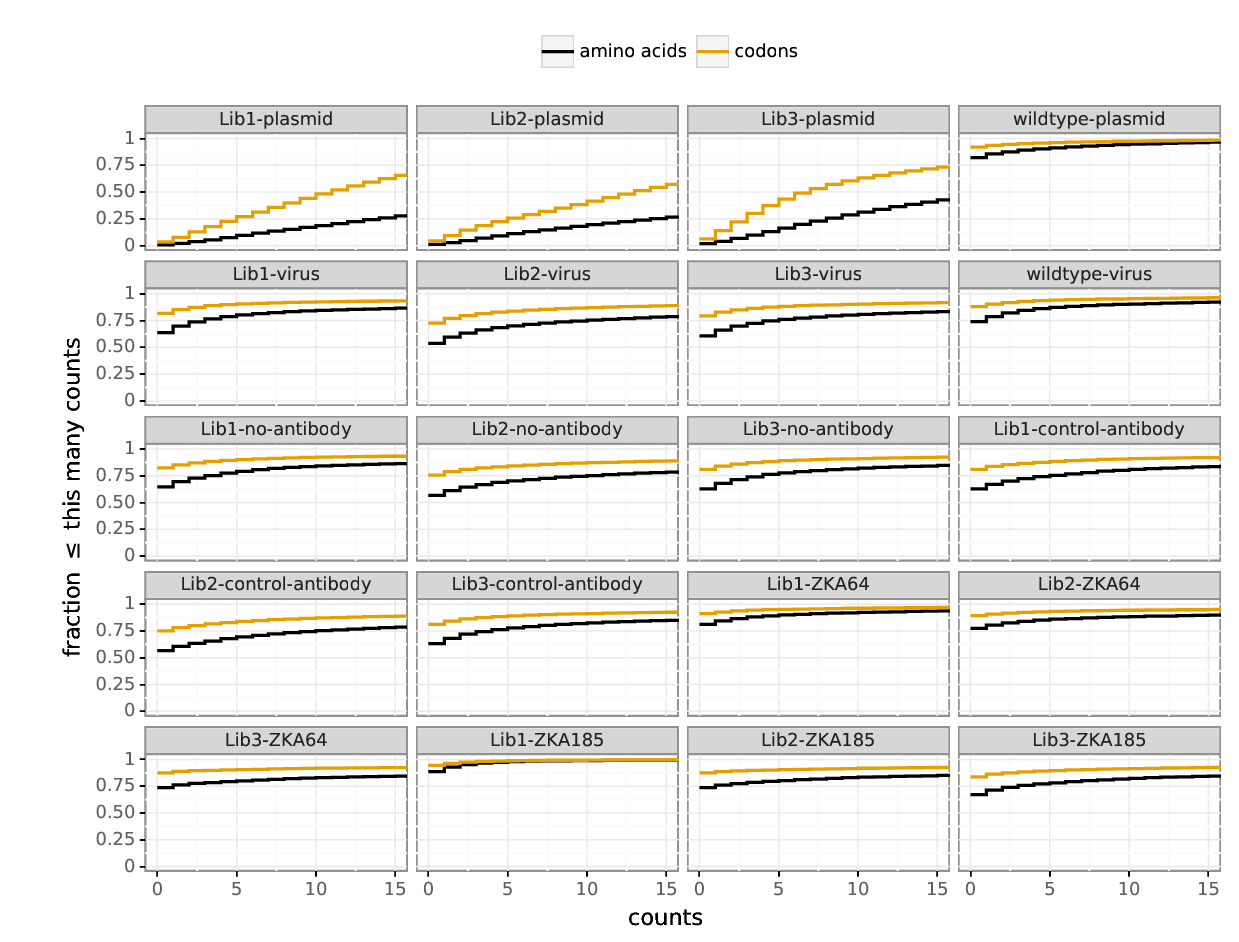 amino acids codons
Lib1-plasmid Lib2-plasmid Lib3-plasmid wildtype-plasmid
1
0.75
0.50
0.25
0
Lib1-virus Lib2-virus Lib3-virus wildtype-virus
1
0.75
0.50
0.25
0
Lib1-no-antibody Lib2-no-antibody Lib3-no-antibody Lib1-control-antibody
1
0.75
0.50
0.25
0
Lib2-control-antibody Lib3-control-antibody Lib1-ZKA64 Lib2-ZKA64
1
0.75
0.50
0.25
0
Lib3-ZKA64 Lib1-ZKA185 Lib2-ZKA185 Lib3-ZKA185
1
0.75
0.50
0.25
0
0 5 10 15 0 5 10 15 0 5 10 15 0 5 10 15
counts
fraction ≤ this many counts